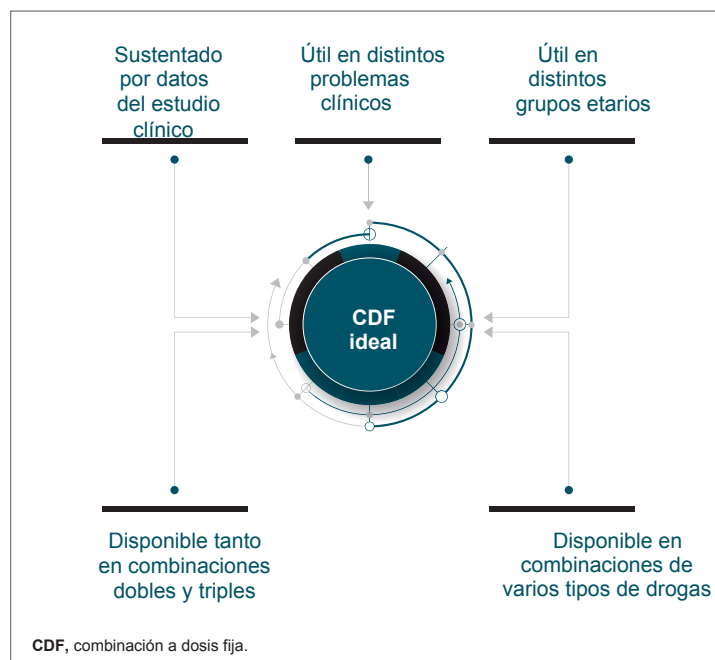 Sustentado
por datos
del estudio
clínico
Útil en distintos
problemas
clínicos
Útil en
distintos
grupos etarios
CDF
ideal
Disponible tanto
en combinaciones
dobles y triples
Disponible en
combinaciones de
varios tipos de drogas
CDF, combinación a dosis fija.